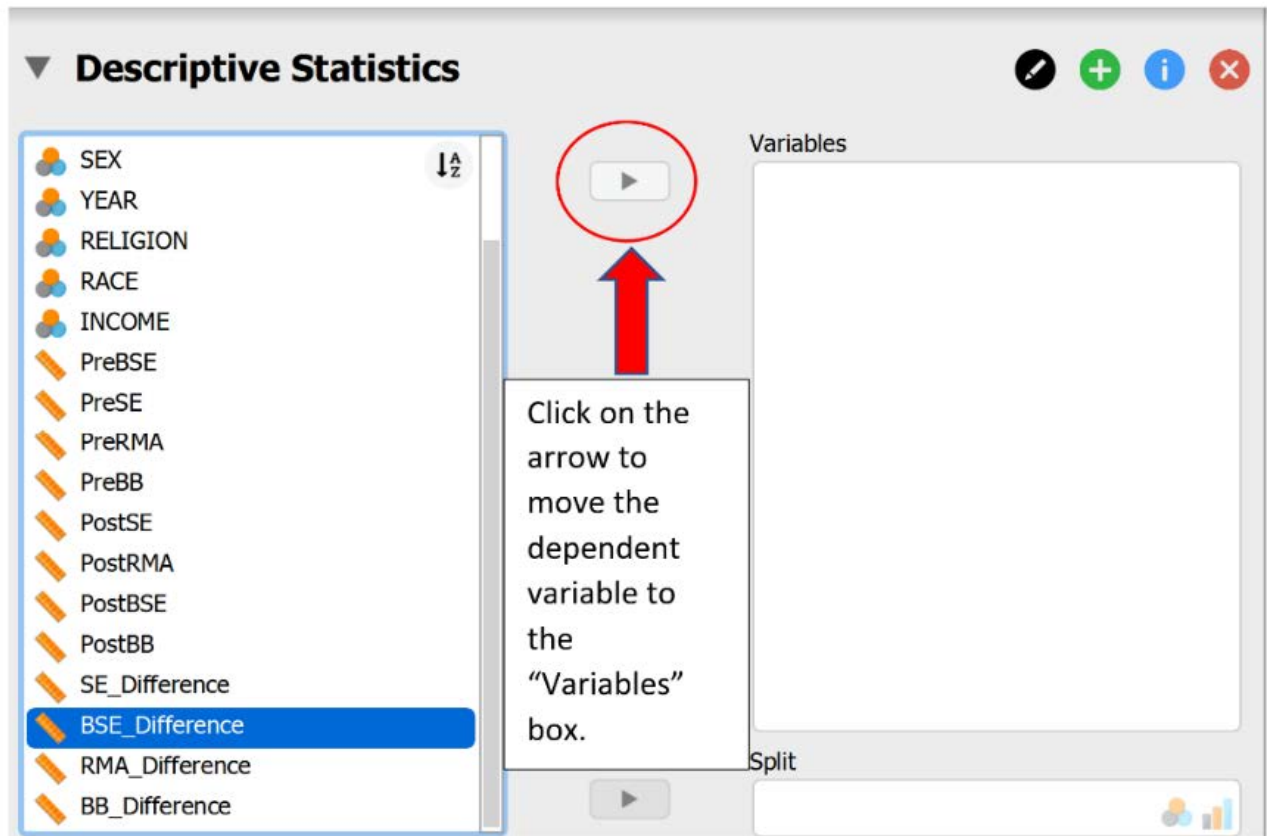 Descriptive Statistics
SEX
YEAR
RELIGION
RACE
INCOME
PreBSE
PreSE
PreRMA
PreBB
PostSE
PostRMA
PostBSE
PostBB
SE_Difference
BSE_Difference
RMA_Difference
BB_Difference
A
Z
Click on the
arrow to
move the
dependent
variable to
the
“Variables”
box.
Variables
Split